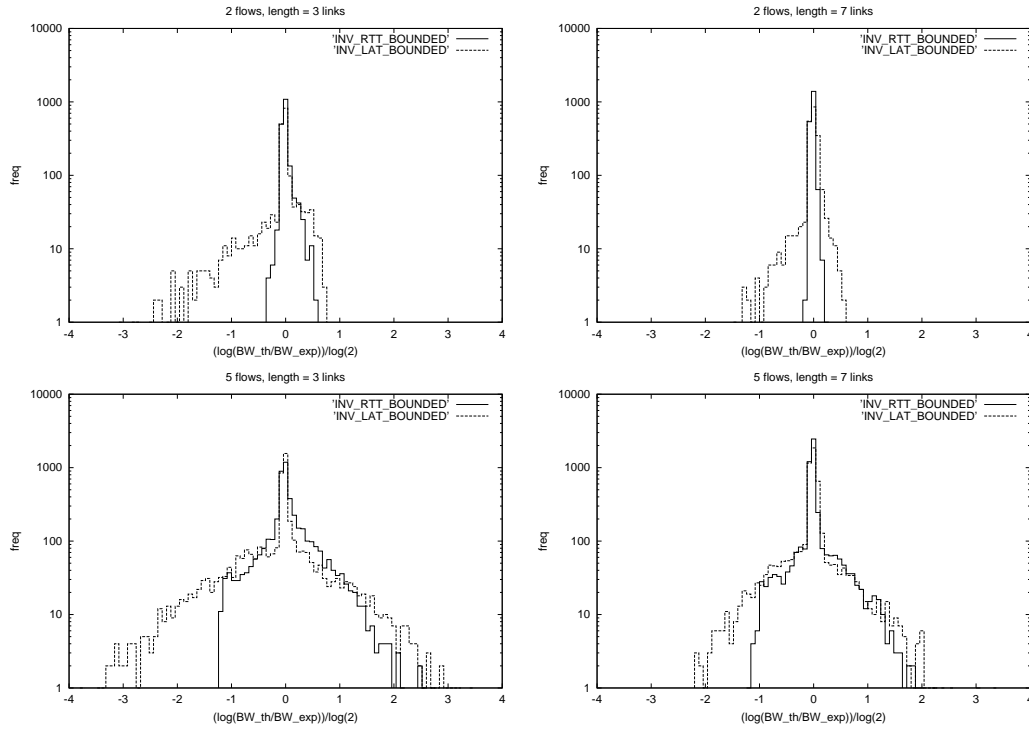 2 flows, length = 3 links
10000
'INV_RTT_BOUNDED'
'INV_LAT_BOUNDED'
1000
freq
100
10
1
-4 -3 -2 -1 0 1 2 3 4
(log(BW_th/BW_exp))/log(2)
2 flows, length = 7 links
10000
'INV_RTT_BOUNDED'
'INV_LAT_BOUNDED'
1000
freq
100
10
1
-4 -3 -2 -1 0 1 2 3 4
(log(BW_th/BW_exp))/log(2)
5 flows, length = 3 links
10000
'INV_RTT_BOUNDED'
'INV_LAT_BOUNDED'
1000
freq
100
10
1
-4 -3 -2 -1 0 1 2 3 4
(log(BW_th/BW_exp))/log(2)
5 flows, length = 7 links
10000
'INV_RTT_BOUNDED'
'INV_LAT_BOUNDED'
1000
freq
100
10
1
-4 -3 -2 -1 0 1 2 3 4
(log(BW_th/BW_exp))/log(2)